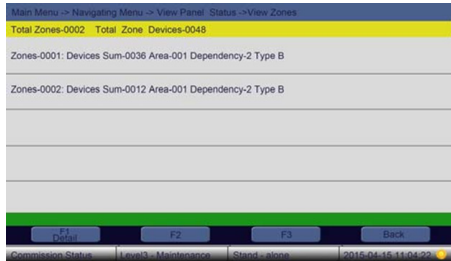 Main Menu -> Navigating Menu -> View Panel Status ->View Zones
Total Zones-0002 Total Zone Devices-0048
Zones-0001: Devices Sum-0036 Area-001 Dependency-2 Type B
Zones-0002: Devices Sum-0012 Area-001 Dependency-2 Type B
F1 F2 F3 Back
Detail
Commission Status Level3 - Maintenance Stand - alone 2015-04-15 11:04:22